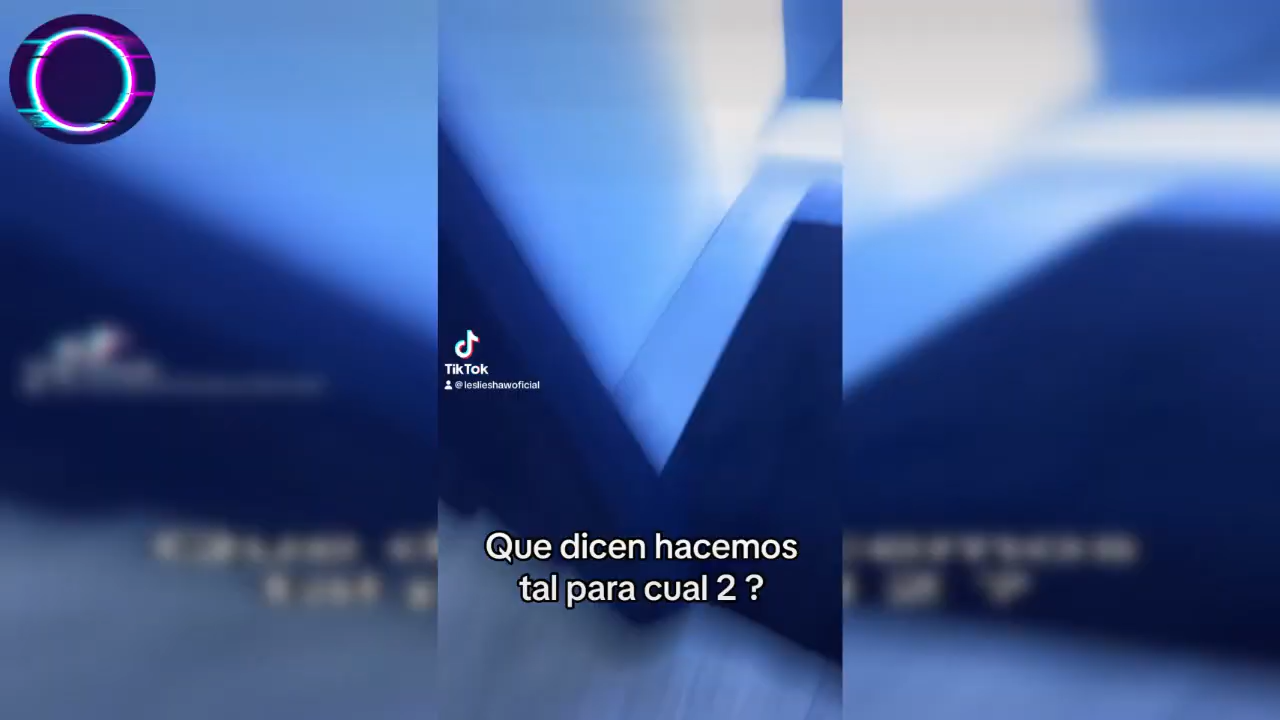 TikTok
@leslieshawoficial
Que dicen hacemos
tal para cual 2 ?